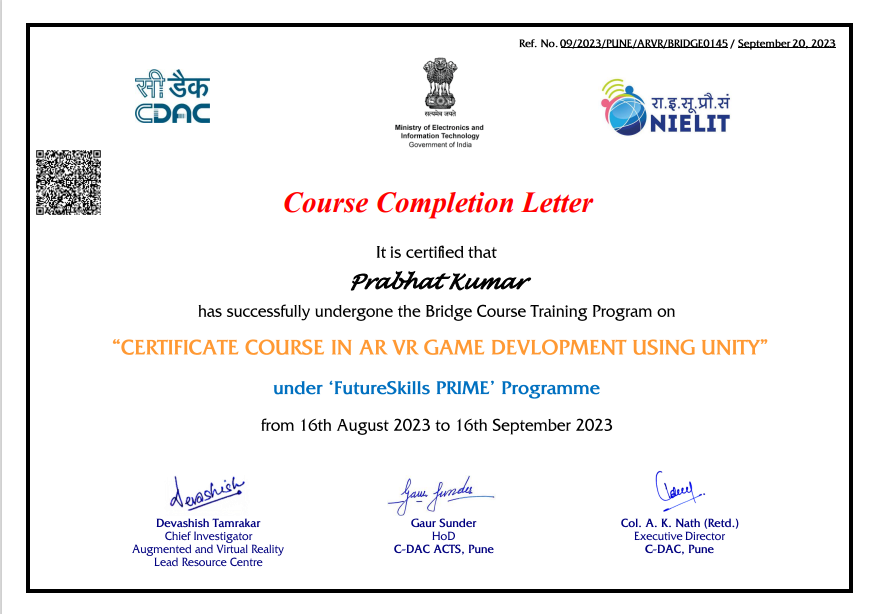 Ref. No. 09/2023/PUNE/ARVR/BRIDGE0145 / September 20, 2023
सी डैक
CDAC
सत्यमेव जयते
Ministry of Electronics and
Information Technology
Government of India
रा.इ.सू.प्रौ.सं
NIELIT
Course Completion Letter
It is certified that
Prabhat Kumar
has successfully undergone the Bridge Course Training Program on
“CERTIFICATE COURSE IN AR VR GAME DEVLOPMENT USING UNITY”
under ‘FutureSkills PRIME’ Programme
from 16th August 2023 to 16th September 2023
Devashish
Gaur Sunder
Devashish Tamrakar
Chief Investigator
Augmented and Virtual Reality
Lead Resource Centre
Gaur Sunder
HoD
C-DAC ACTS, Pune
Col. A. K. Nath (Retd.)
Executive Director
C-DAC, Pune